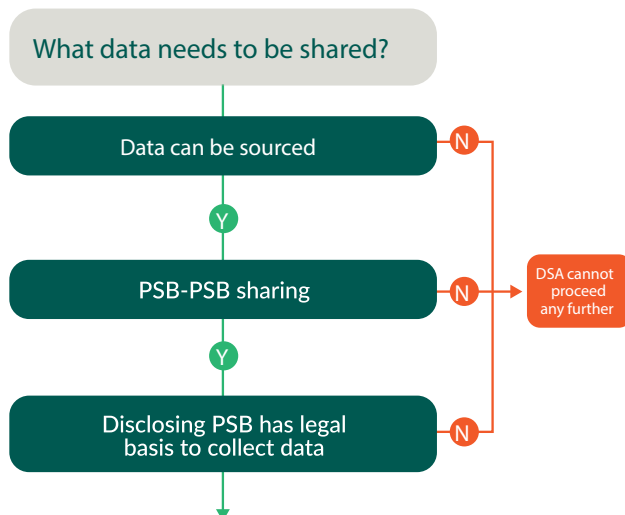 What data needs to be shared?
Data can be sourced
N
Y
DSA cannot
proceed
any further
PSB-PSB sharing
N
Y
Disclosing PSB has legal
basis to collect data
N